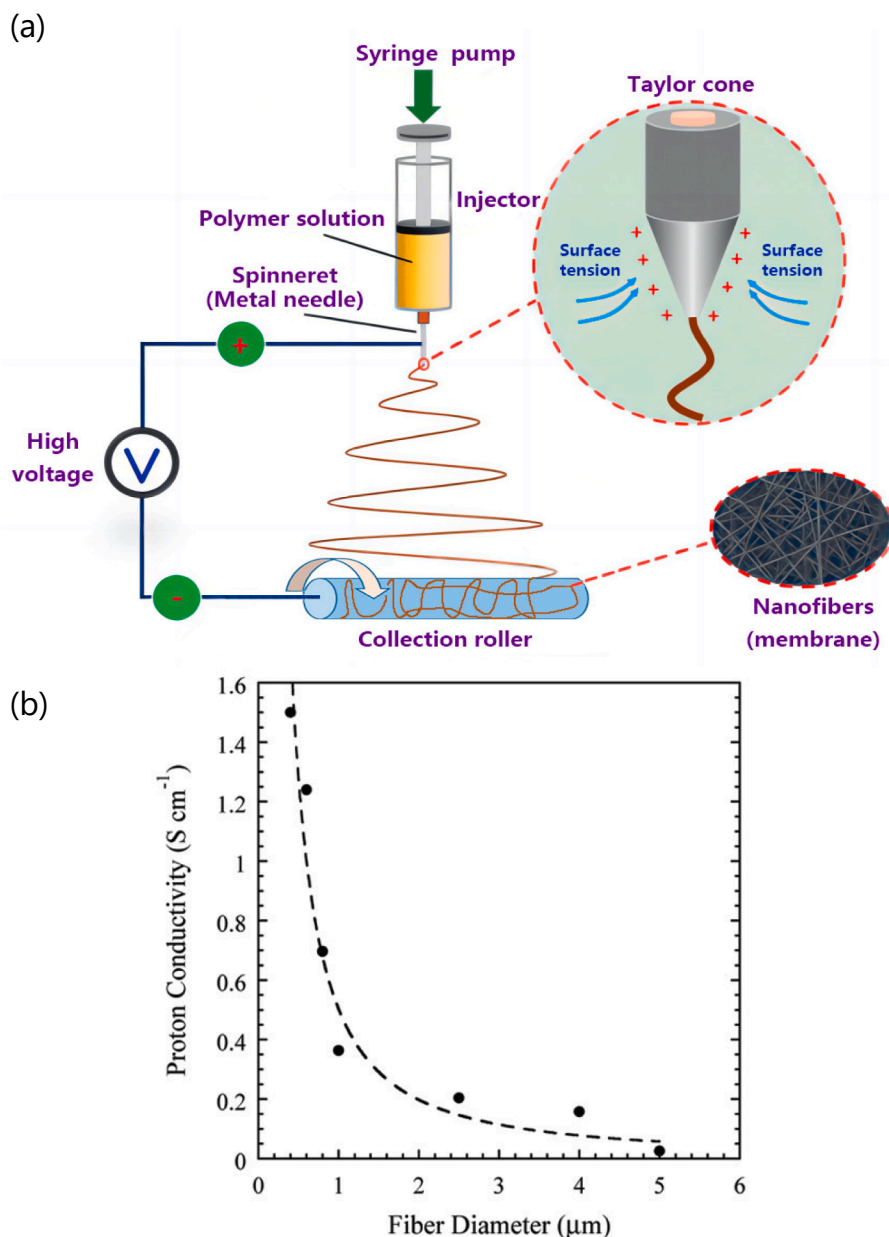 (a)
Syringe pump
Taylor cone
Injector
Polymer solution
Surface
tension
Surface
tension
Spinneret
(Metal needle)
+
+
+
+
+
+
+
+
+
High
voltage
V
-
Collection roller
Nanofibers
(membrane)
(b)
1.6
1.4
1.2
1
0.8
0.6
0.4
0.2
0
Proton Conductivity (S cm⁻¹)
0 1 2 3 4 5 6
Fiber Diameter (μm)